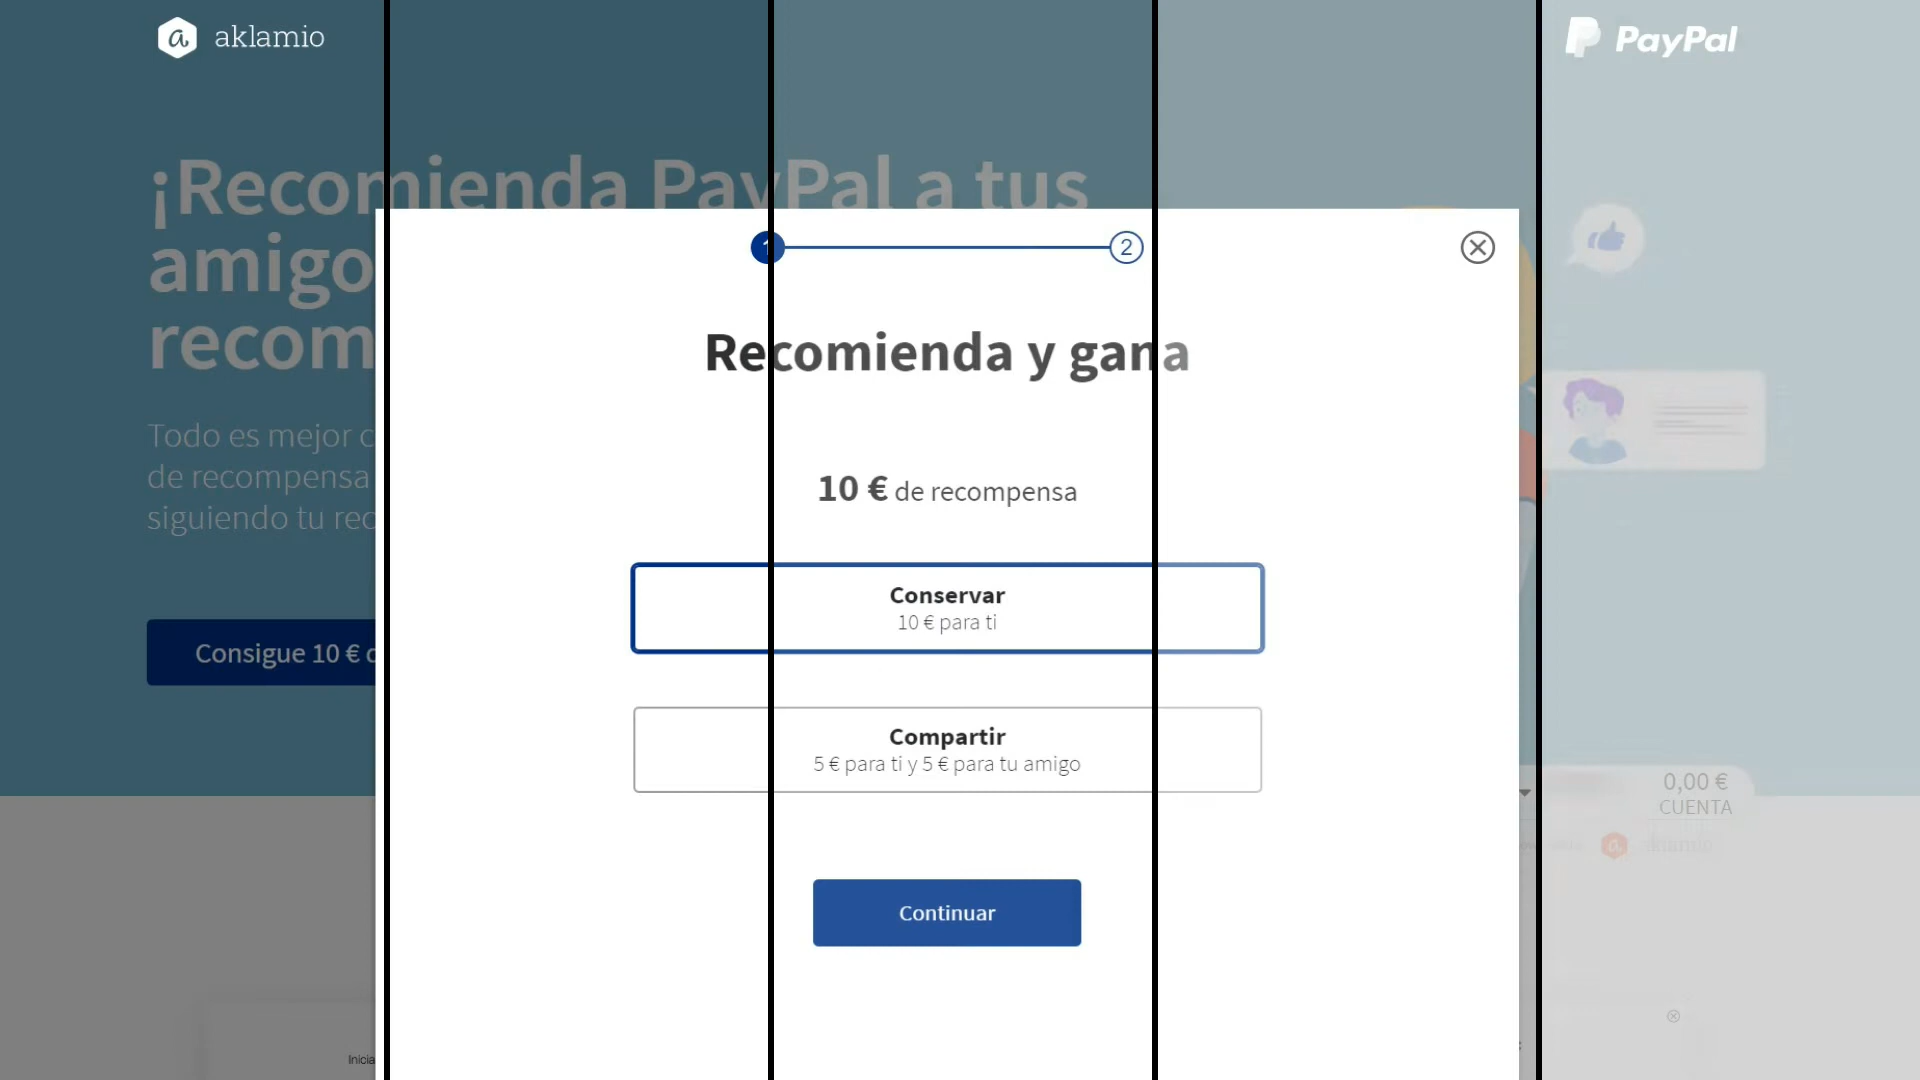 aklamio
PayPal
¡Recomienda PayPal a tus
amigo
recom
Todo es mejor c
de recompensa
siguiendo tu rec
Consigue 10 € c
1
2
Recomienda y gana
10 € de recompensa
Conservar
10 € para ti
Compartir
5 € para ti y 5 € para tu amigo
Continuar
0,00 €
CUENTA
aklamio
Inicia